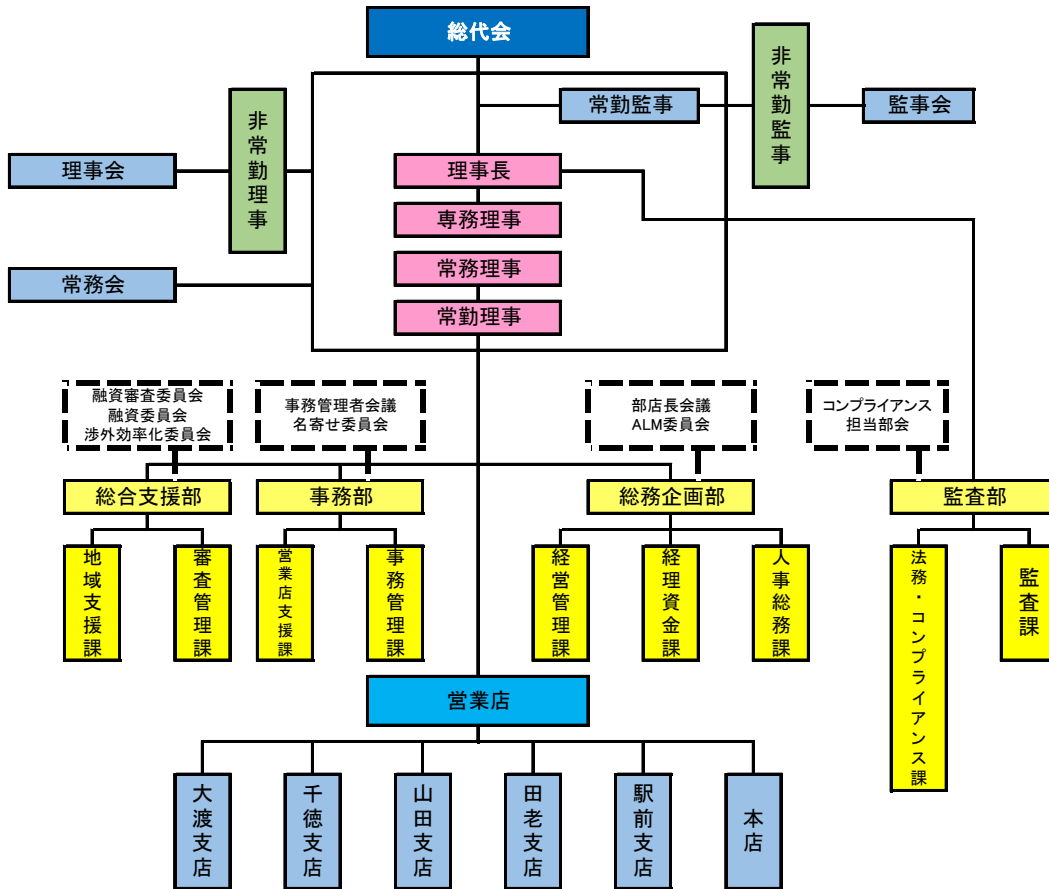 総代会
非常勤監事
常勤監事
監事会
非常勤理事
理事会
理事長
専務理事
常務会
常務理事
常勤理事
融資審査委員会
融資委員会
渉外効率化委員会
事務管理者会議
名寄せ委員会
部店長会議
ALM委員会
コンプライアンス
担当部会
総合支援部
事務部
総務企画部
監査部
地域支援課
審査管理課
営業店支援課
事務管理課
経営管理課
経理資金課
人事総務課
法務・コンプライアンス課
監査課
営業店
大渡支店
千徳支店
山田支店
田老支店
駅前支店
本店